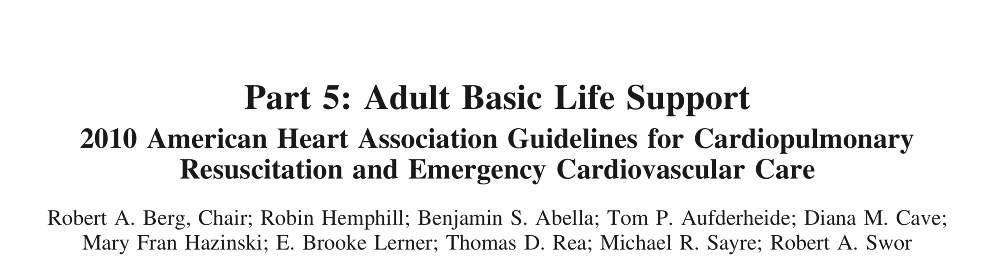 Part 5: Adult Basic Life Support
2010 American Heart Association Guidelines for Cardiopulmonary
Resuscitation and Emergency Cardiovascular Care
Robert A. Berg, Chair; Robin Hemphill; Benjamin S. Abella; Tom P. Aufderheide; Diana M. Cave;
Mary Fran Hazinski; E. Brooke Lerner; Thomas D. Rea; Michael R. Sayre; Robert A. Swor